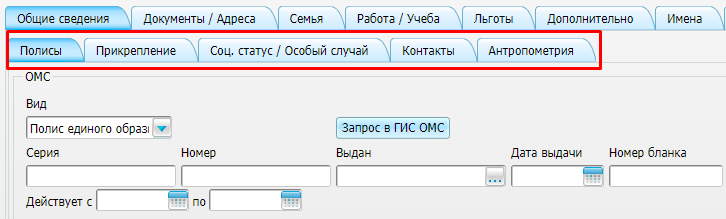 Общие сведения Документы / Адреса Семья Работа / Учеба Льготы Дополнительно Имена
Полисы Прикрепление Соц. статус / Особый случай Контакты Антропометрия
ОМС
Вид
Полис единого образ Запрос в ГИС ОМС
Серия Номер Выдан Дата выдачи Номер бланка
...
Действует с по